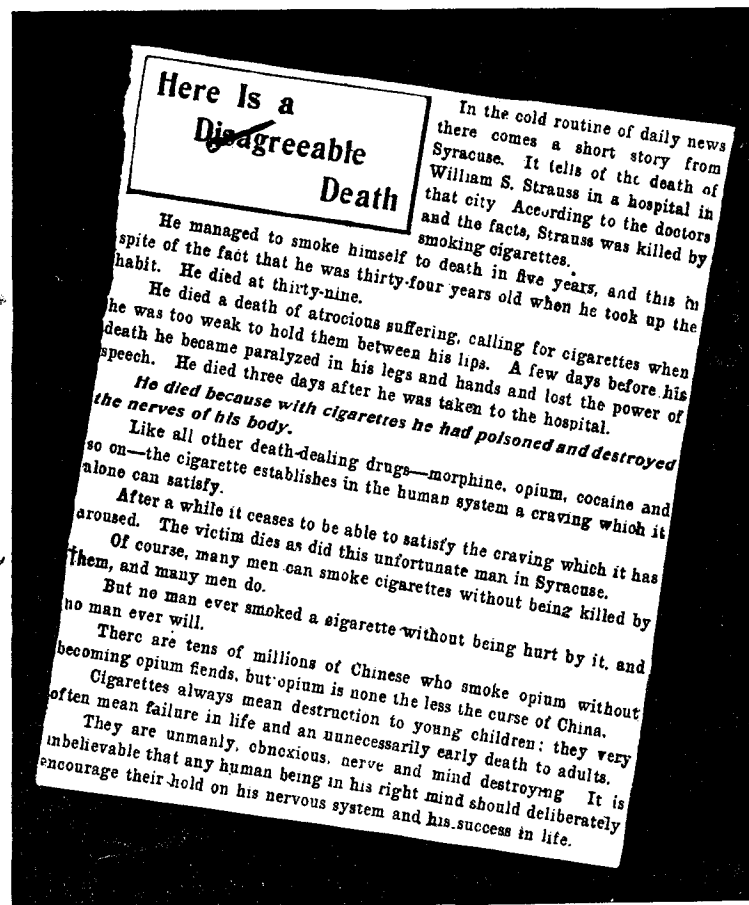 Here Is a
Disagreeable
Death
In the cold routine of daily news
there comes a short story from
Syracuse. It tells of the death of
William S. Strauss in a hospital in
that city According to the doctors
and the facts, Strauss was killed by
smoking cigarettes.
He managed to smoke himself to death in five years, and this in
spite of the fact that he was thirty-four years old when he took up the
habit. He died at thirty-nine.
He died a death of atrocious suffering, calling for cigarettes when
he was too weak to hold them between his lips. A few days before his
death he became paralyzed in his legs and hands and lost the power of
speech. He died three days after he was taken to the hospital.
He died because with cigarettes he had poisoned and destroyed
the nerves of his body.
Like all other death-dealing drugs—morphine, opium, cocaine and
so on—the cigarette establishes in the human system a craving which it
alone can satisfy.
After a while it ceases to be able to satisfy the craving which it has
aroused. The victim dies as did this unfortunate man in Syracuse.
Of course, many men can smoke cigarettes without being killed by
them, and many men do.
But no man ever smoked a sigarette without being hurt by it, and
no man ever will.
There are tens of millions of Chinese who smoke opium without
becoming opium fiends, but opium is none the less the curse of China.
Cigarettes always mean destruction to young children; they very
often mean failure in life and an unnecessarily early death to adults.
They are unmanly, obnoxious, nerve and mind destroying It is
unbelievable that any human being in his right mind should deliberately
encourage their hold on his nervous system and his success in life.